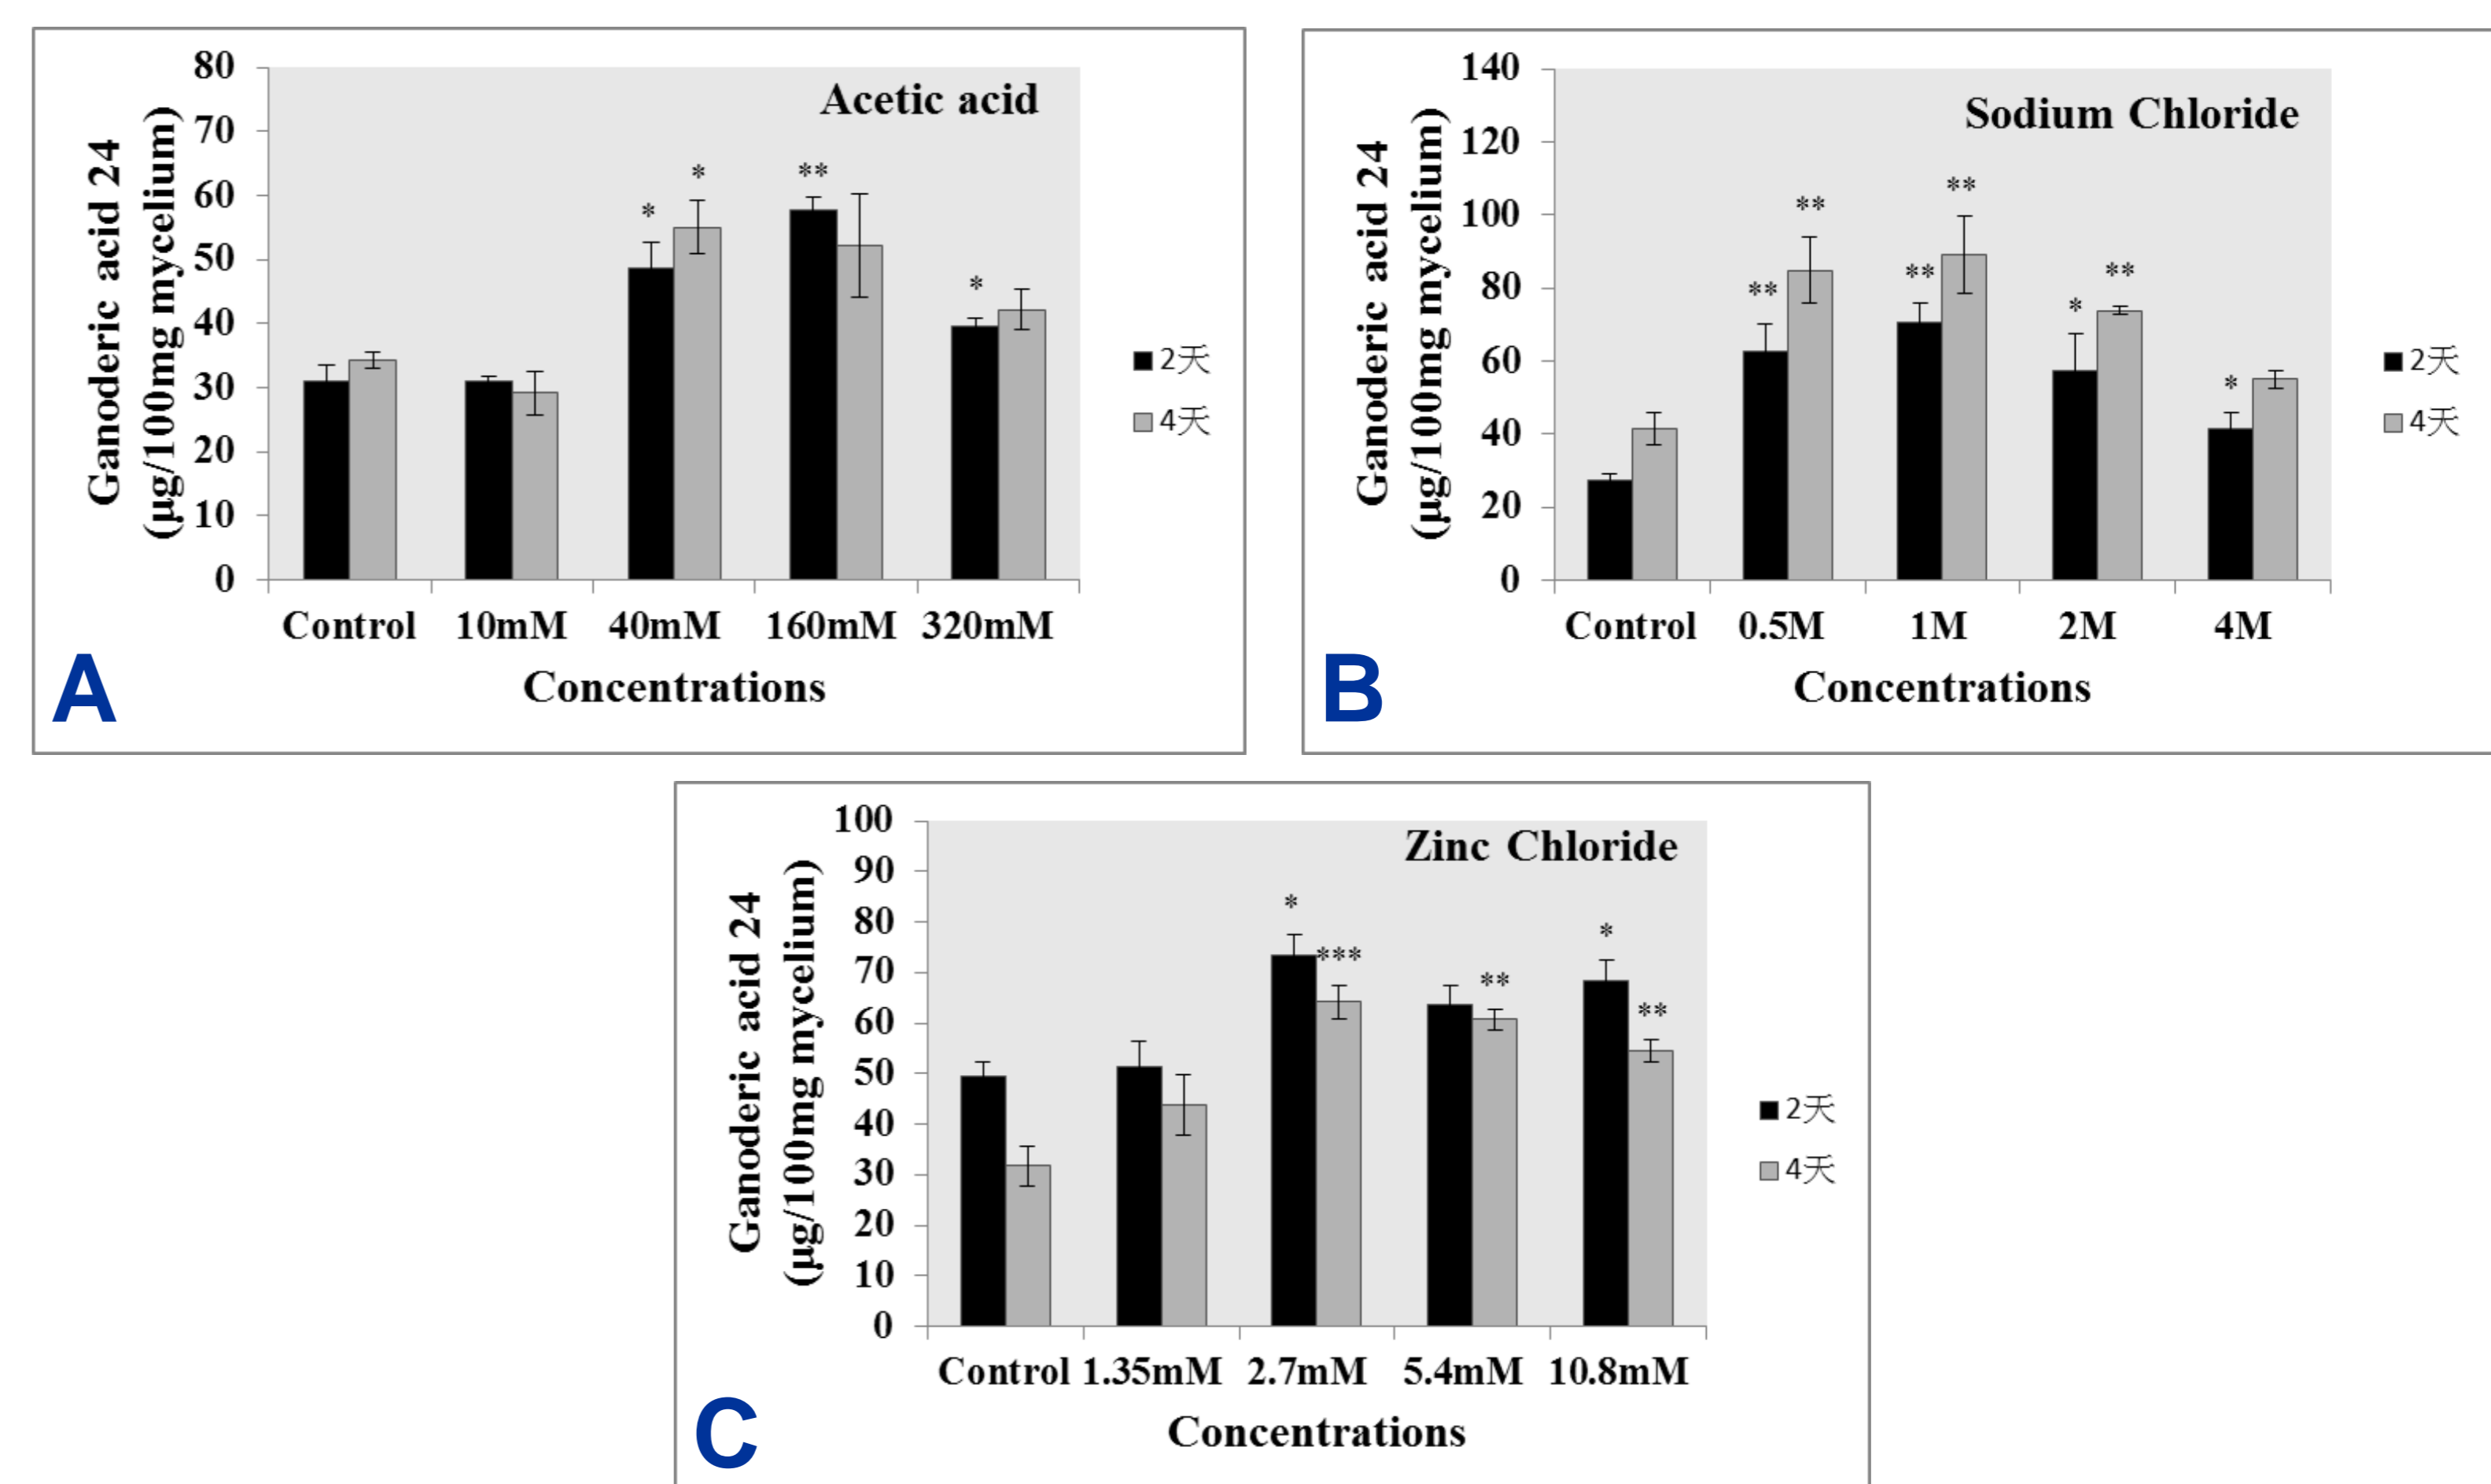 Acetic acid
Ganoderic acid 24
(µg/100mg mycelium)
80
70
60
50
40
30
20
10
0
* ** * *
Control 10mM 40mM 160mM 320mM
Concentrations
2天
4天
A
Sodium Chloride
Ganoderic acid 24
(µg/100mg mycelium)
140
120
100
80
60
40
20
0
** ** ** ** * ** *
Control 0.5M 1M 2M 4M
Concentrations
2天
4天
B
Zinc Chloride
Ganoderic acid 24
(µg/100mg mycelium)
100
90
80
70
60
50
40
30
20
10
0
* *** ** * **
Control 1.35mM 2.7mM 5.4mM 10.8mM
Concentrations
2天
4天
C